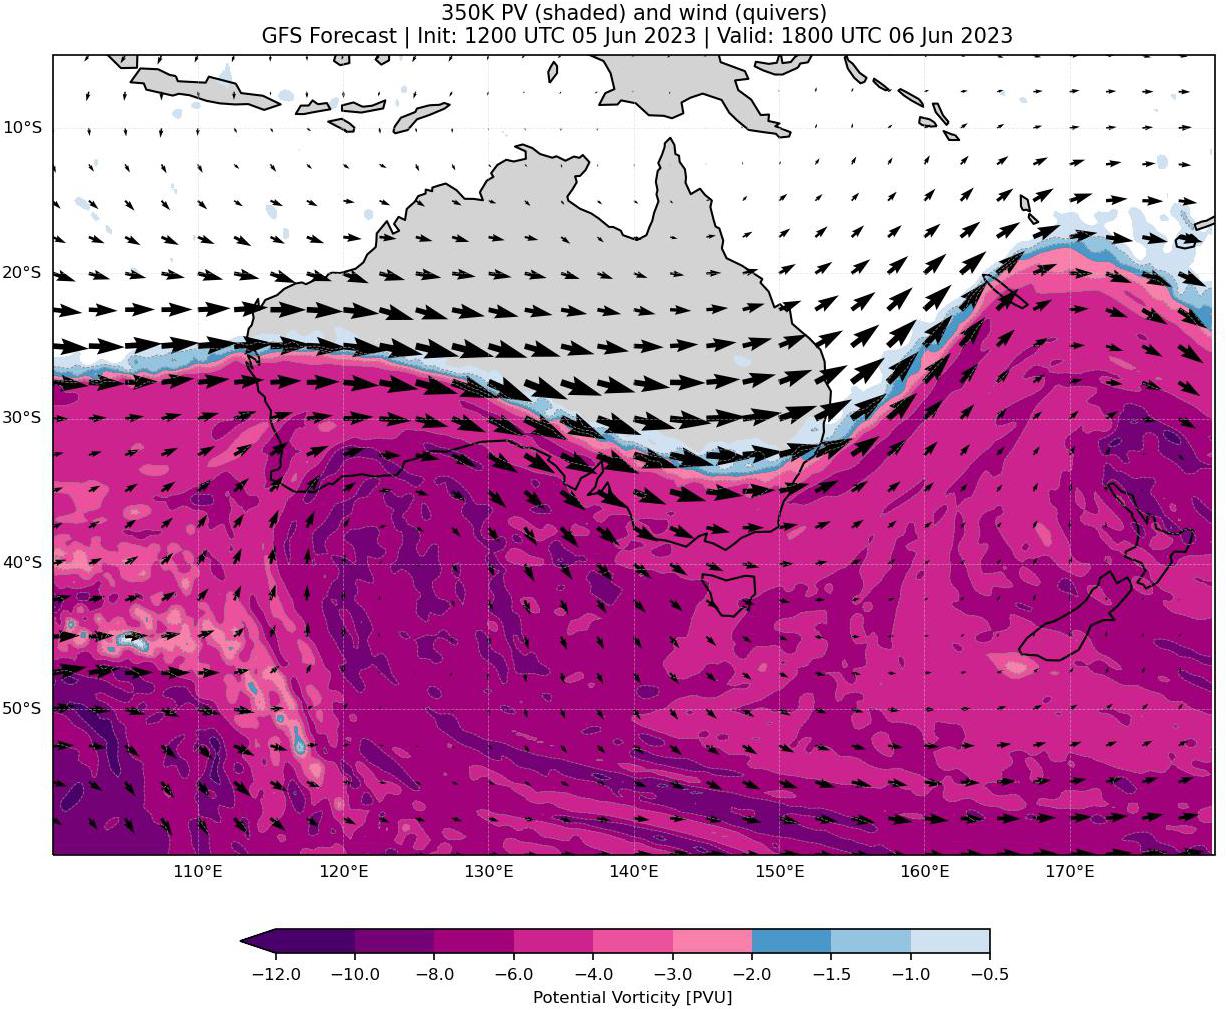 350K PV (shaded) and wind (quivers)
GFS Forecast | Init: 1200 UTC 05 Jun 2023 | Valid: 1800 UTC 06 Jun 2023
10°S
20°S
30°S
40°S
50°S
110°E 120°E 130°E 140°E 150°E 160°E 170°E
−12.0 −10.0 −8.0 −6.0 −4.0 −3.0 −2.0 −1.5 −1.0 −0.5
Potential Vorticity [PVU]